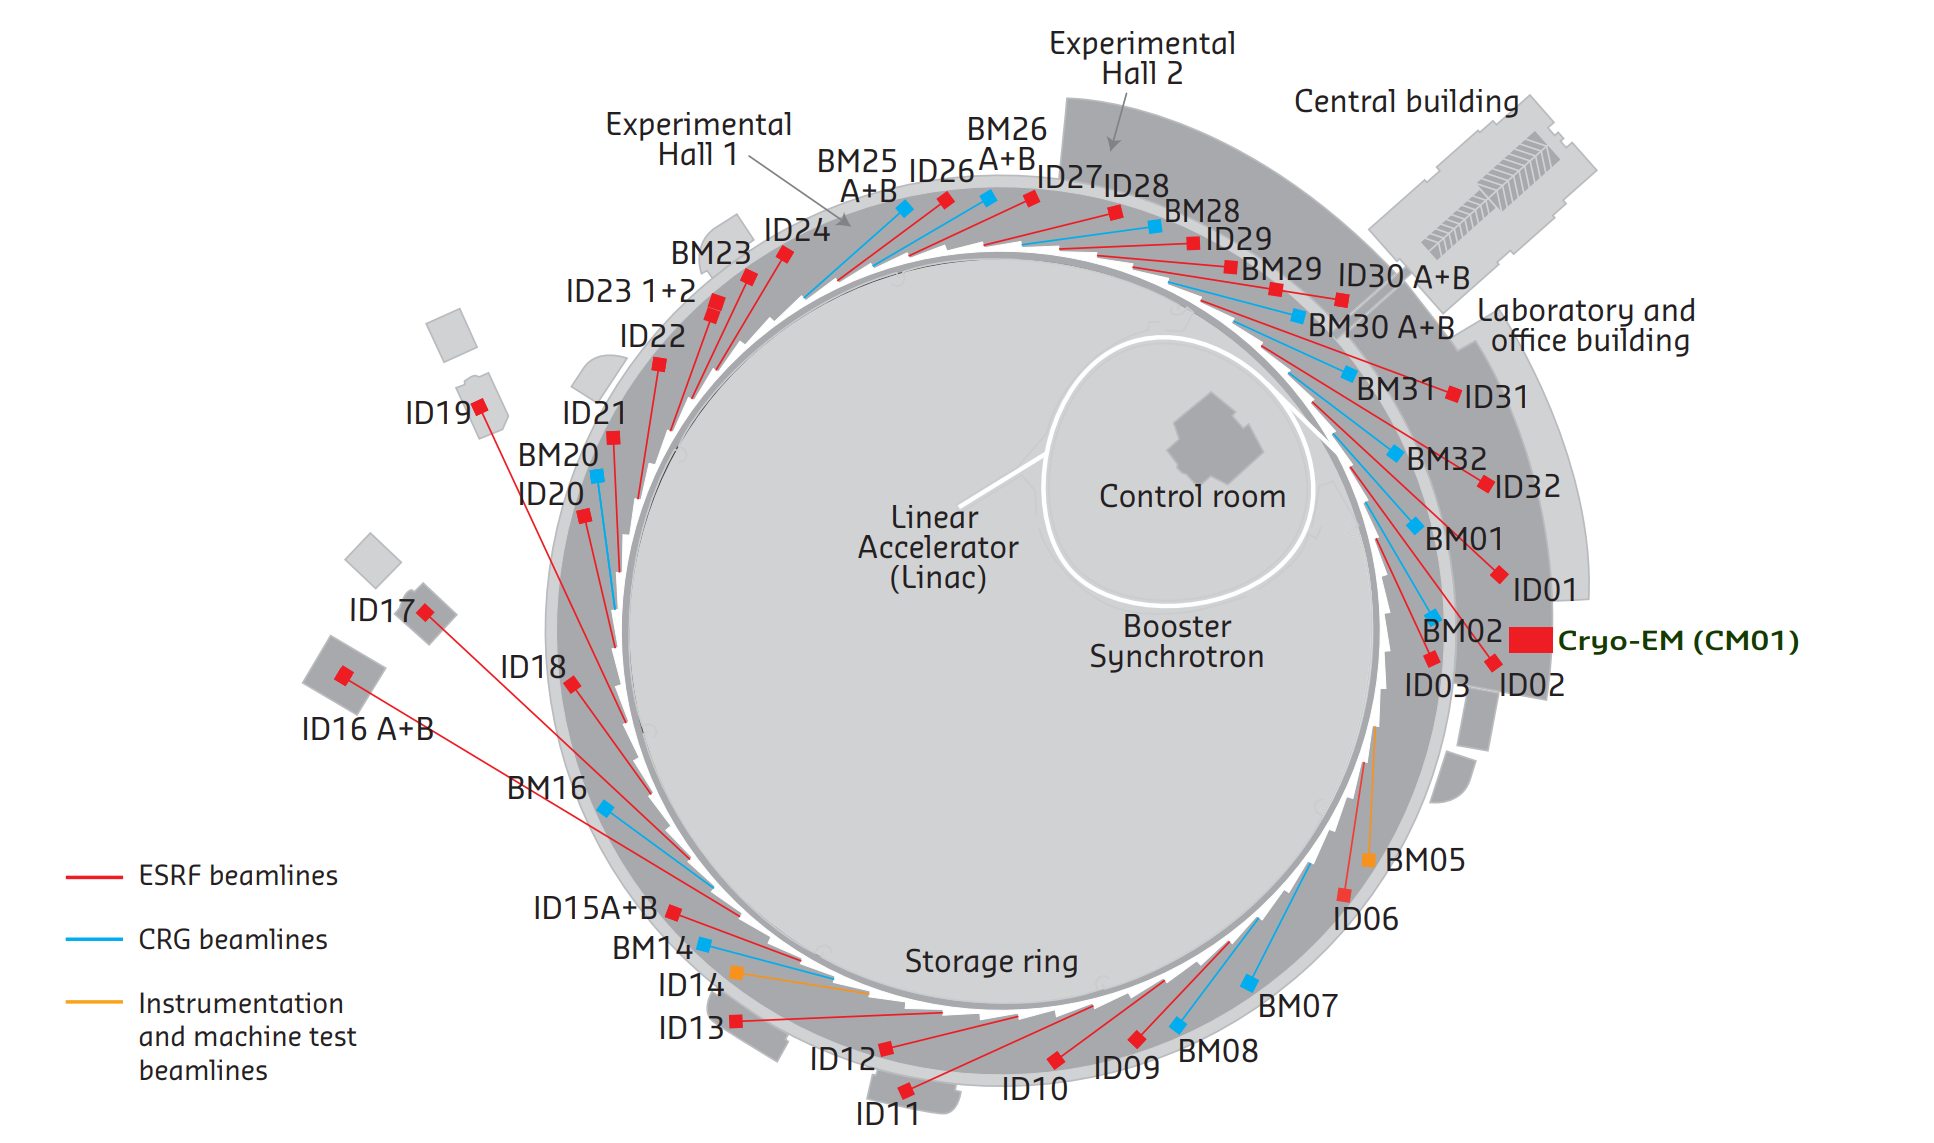 Experimental
Hall 2
Central building
Experimental
Hall 1
BM26
A+B
BM25
A+B
ID26
ID27
ID28
BM28
ID24
ID29
BM23
BM29
ID30 A+B
ID23 1+2
Laboratory and
office building
BM30 A+B
ID22
BM31
ID31
ID19
ID21
BM20
BM32
ID20
ID32
Control room
Linear
Accelerator
(Linac)
BM01
ID01
ID17
Booster
Synchrotron
BM02
Cryo-EM (CM01)
ID18
ID03
ID02
ID16 A+B
BM16
BM05
ESRF beamlines
ID15A+B
ID06
CRG beamlines
BM14
Storage ring
ID14
Instrumentation
and machine test
beamlines
BM07
ID13
ID12
BM08
ID09
ID10
ID11